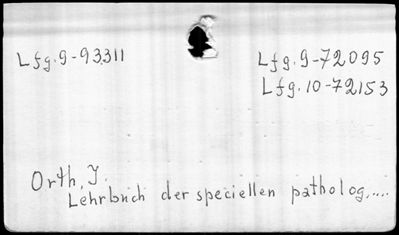 Lfg. 9-93311
Lfg. 9-72095
Lfg. 10-72153
Orth, J.
Lehrbuch der speciellen patholog.....